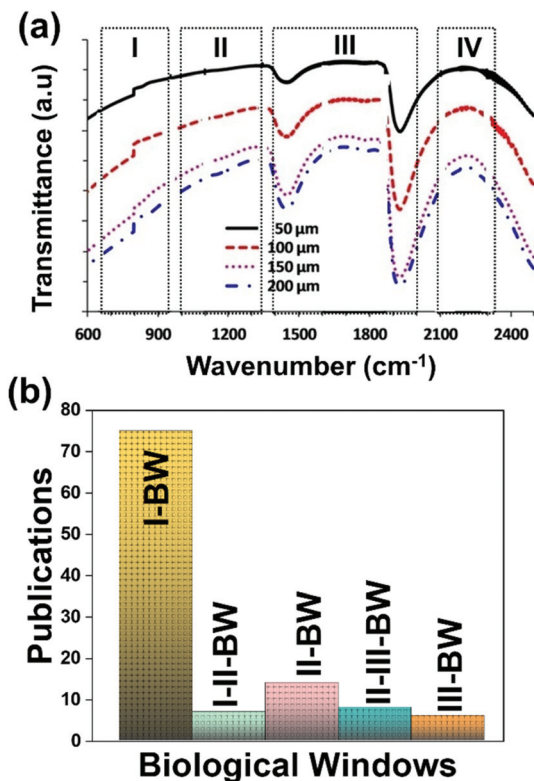 (a)
I II III IV
Transmittance (a.u)
50 μm
100 μm
150 μm
200 μm
600 900 1200 1500 1800 2100 2400
Wavenumber (cm⁻¹)
(b)
Publications
80
70
60
50
40
30
20
10
0
I-BW
I-II-BW
II-BW
II-III-BW
III-BW
Biological Windows